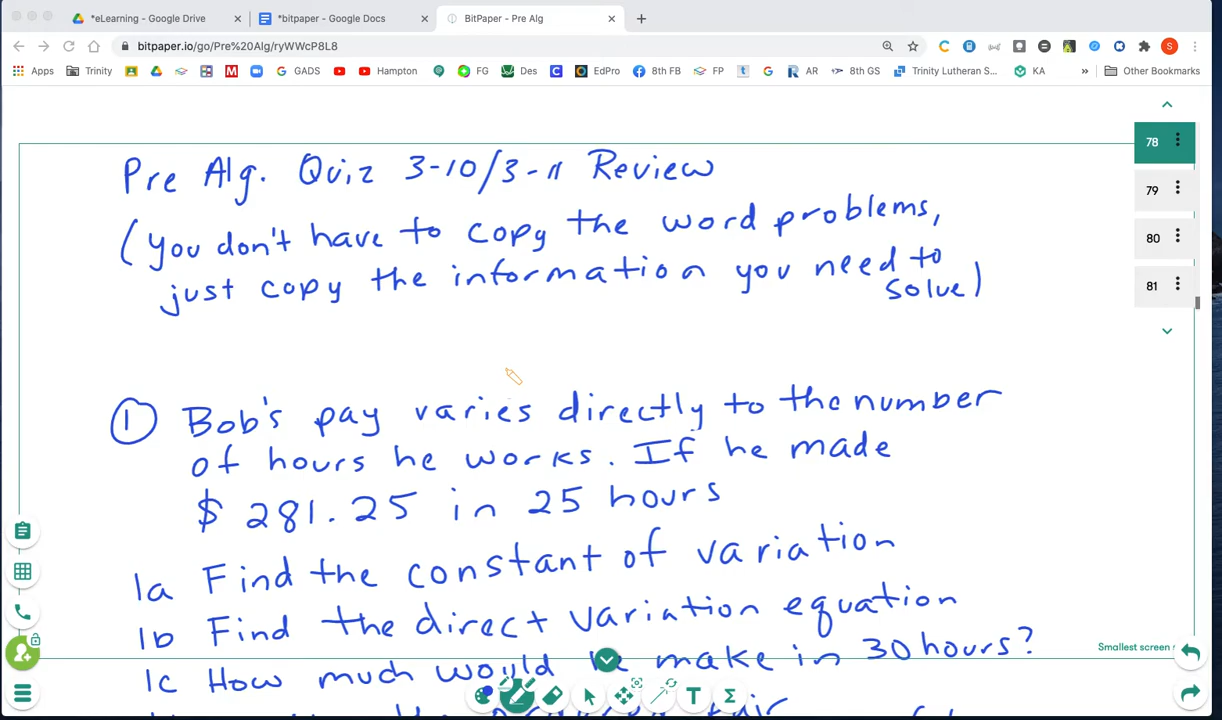 *eLearning - Google Drive
*bitpaper - Google Docs
BitPaper - Pre Alg
bitpaper.io/go/Pre%20Alg/ryWWcP8L8
Apps
Trinity
GADS
Hampton
FG
Des
EdPro
8th FB
FP
AR
8th GS
Trinity Lutheran S...
KA
Other Bookmarks
78
79
80
81
Pre Alg. Quiz 3-10/3-11 Review
(you don't have to copy the word problems,
just copy the information you need to
solve)
1 Bob's pay varies directly to the number
of hours he works. If he made
$ 281.25 in 25 hours
1a Find the constant of variation
1b Find the direct variation equation
Smallest screen
1c How much would he make in 30 hours?